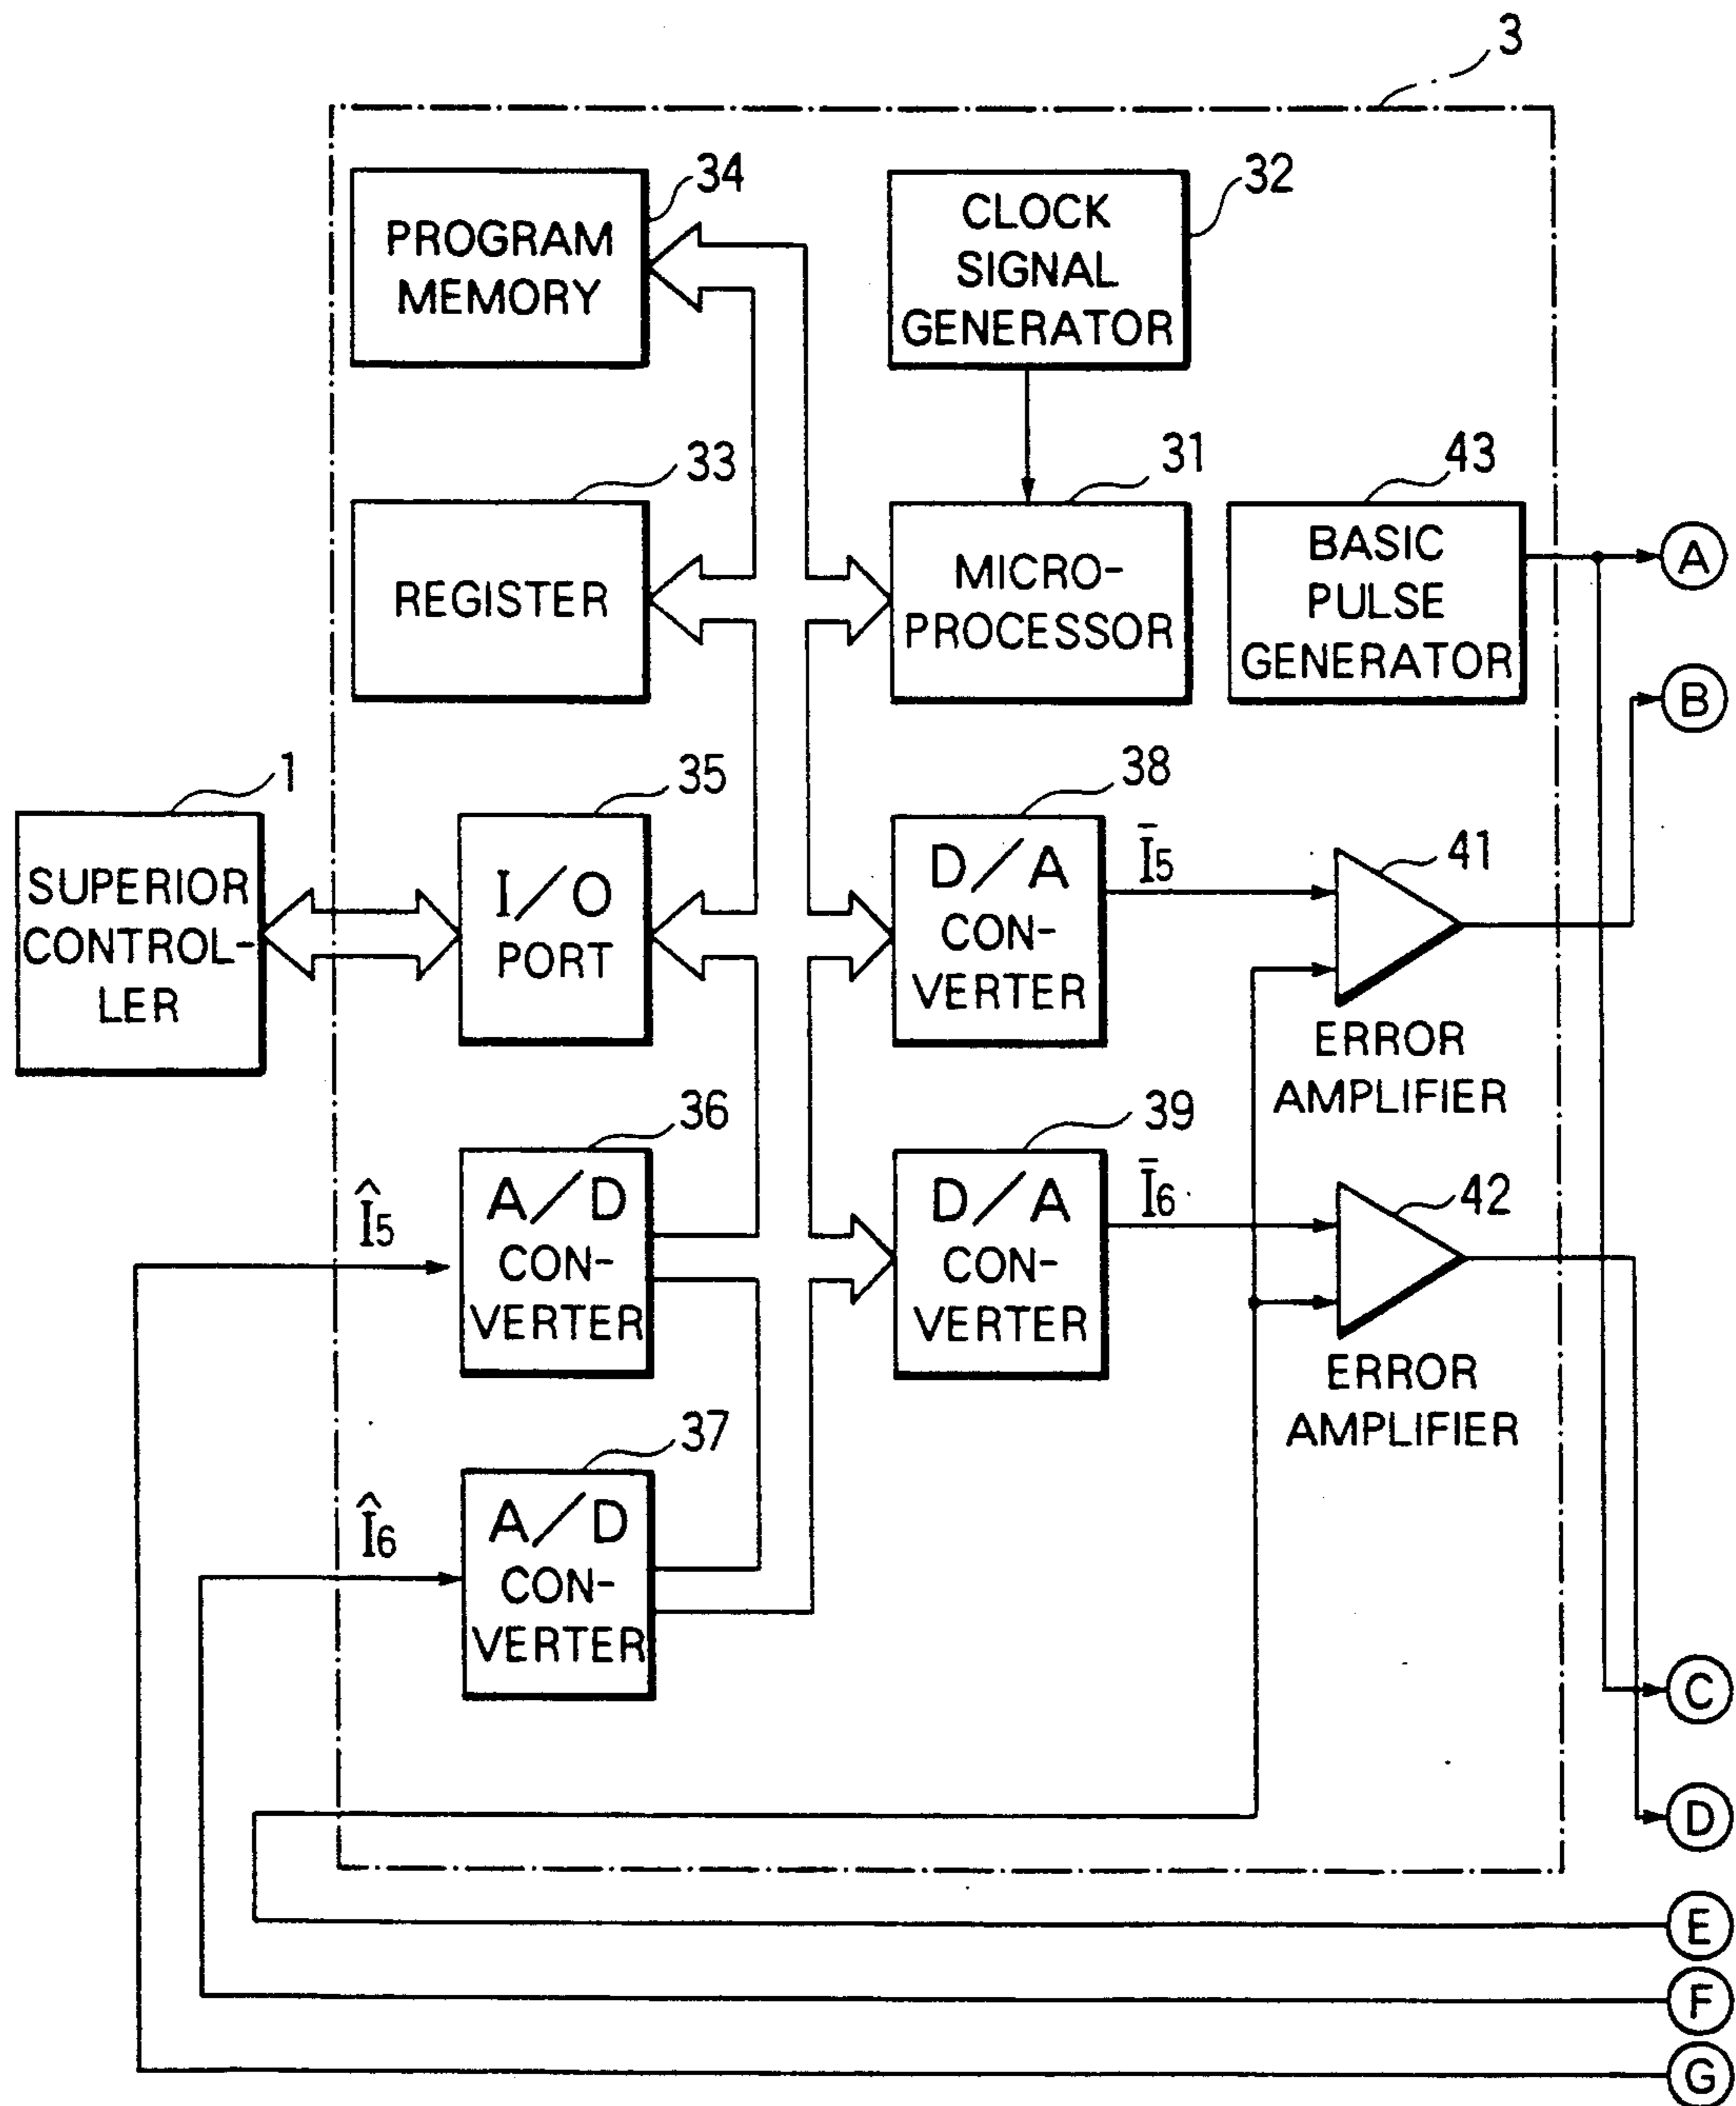 3
34
PROGRAM
MEMORY
32
CLOCK
SIGNAL
GENERATOR
33
REGISTER
31
MICRO-
PROCESSOR
43
BASIC
PULSE
GENERATOR
A
B
1
SUPERIOR
CONTROL-
LER
35
I/O
PORT
38
D/A
CON-
VERTER
Ī5
41
ERROR
AMPLIFIER
36
A/D
CON-
VERTER
Î5
39
D/A
CON-
VERTER
Ī6
42
ERROR
AMPLIFIER
37
A/D
CON-
VERTER
Î6
C
D
E
F
G